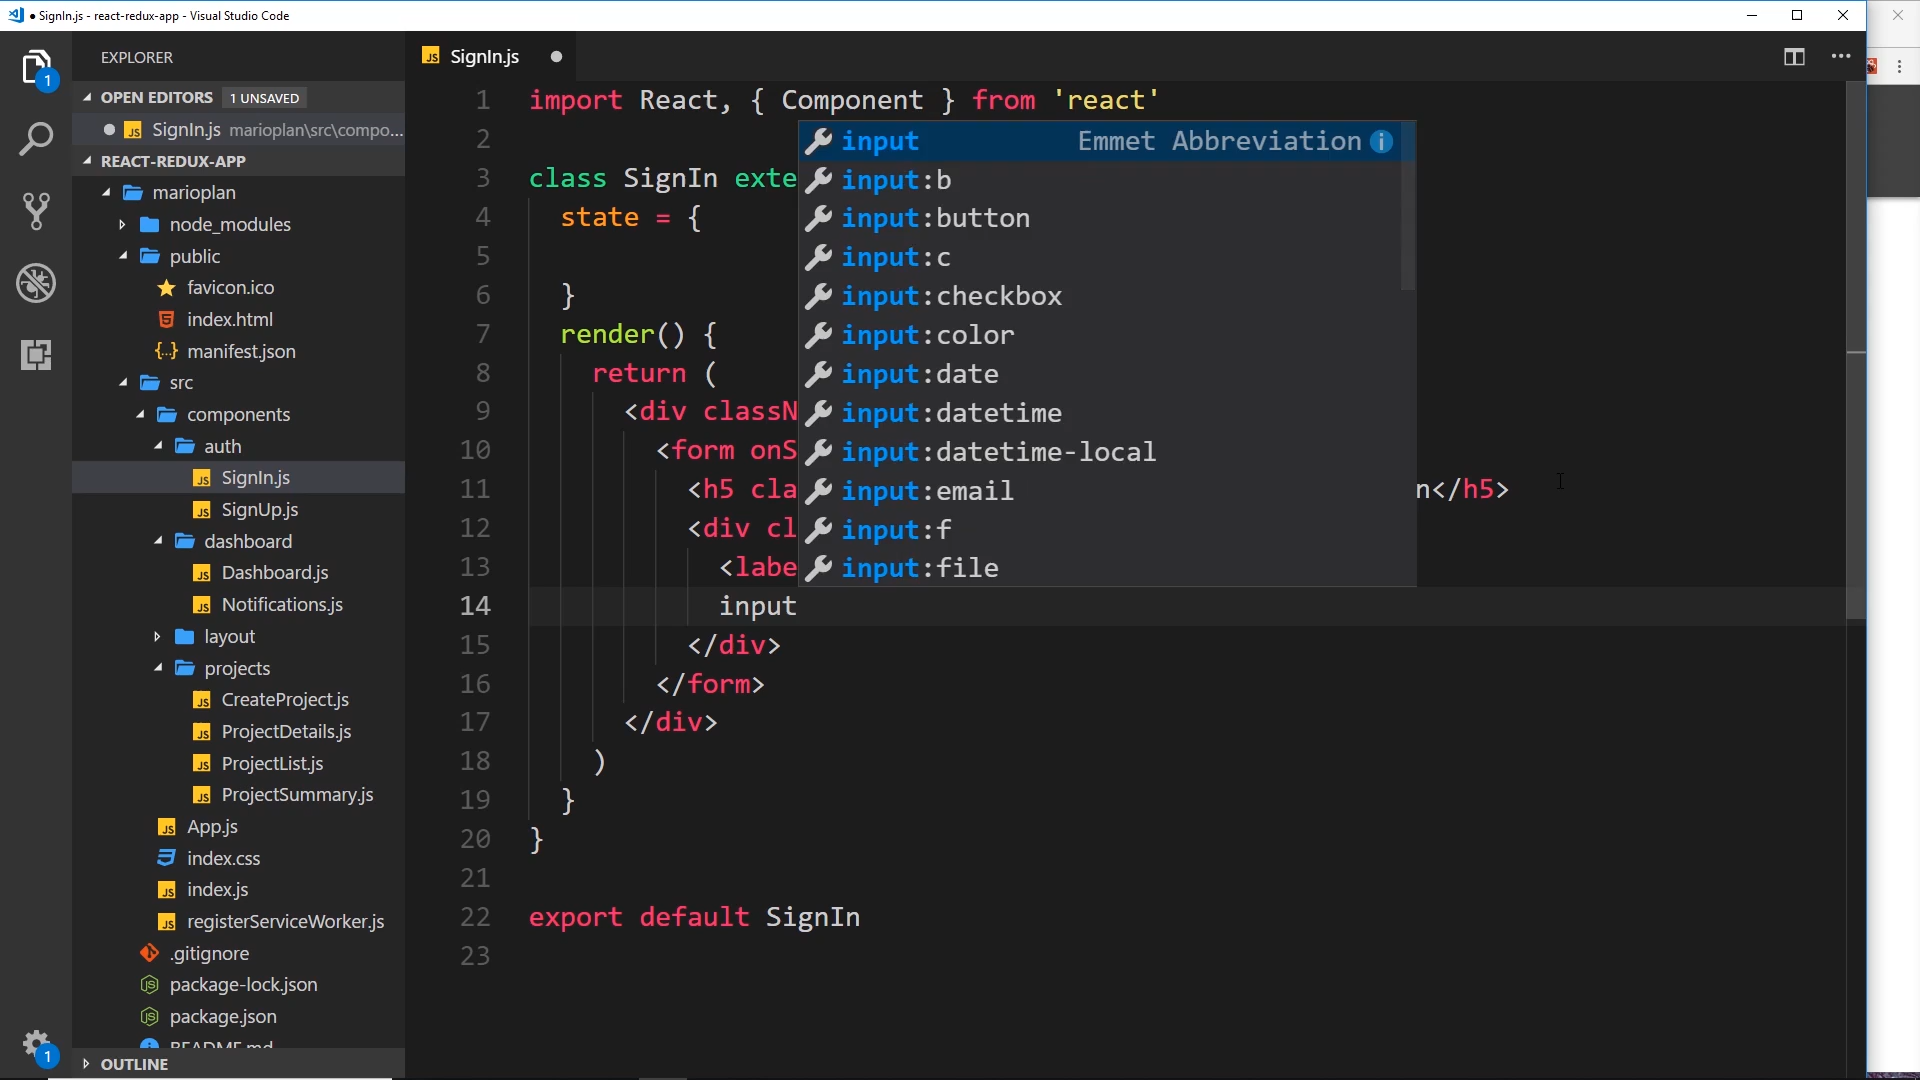 SignIn.js - react-redux-app - Visual Studio Code
EXPLORER
1
OPEN EDITORS 1 UNSAVED
SignIn.js marioplan\src\compo...
REACT-REDUX-APP
marioplan
node_modules
public
favicon.ico
index.html
manifest.json
src
components
auth
SignIn.js
SignUp.js
dashboard
Dashboard.js
Notifications.js
layout
projects
CreateProject.js
ProjectDetails.js
ProjectList.js
ProjectSummary.js
App.js
index.css
index.js
registerServiceWorker.js
.gitignore
package-lock.json
package.json
README.md
1
OUTLINE
SignIn.js
1 import React, { Component } from 'react'
2
3 class SignIn exte
4 state = {
5
6 }
7 render() {
8 return (
9 <div classN
10 <form onS
11 <h5 cla n</h5>
12 <div cl
13 <labe
14 input
15 </div>
16 </form>
17 </div>
18 )
19 }
20 }
21
22 export default SignIn
23
input Emmet Abbreviation
input:b
input:button
input:c
input:checkbox
input:color
input:date
input:datetime
input:datetime-local
input:email
input:f
input:file